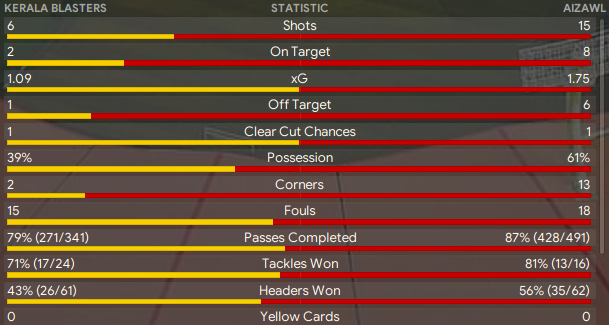 KERALA BLASTERS STATISTIC AIZAWL
6 Shots 15
2 On Target 8
1.09 xG 1.75
1 Off Target 6
1 Clear Cut Chances 1
39% Possession 61%
2 Corners 13
15 Fouls 18
79% (271/341) Passes Completed 87% (428/491)
71% (17/24) Tackles Won 81% (13/16)
43% (26/61) Headers Won 56% (35/62)
0 Yellow Cards 0